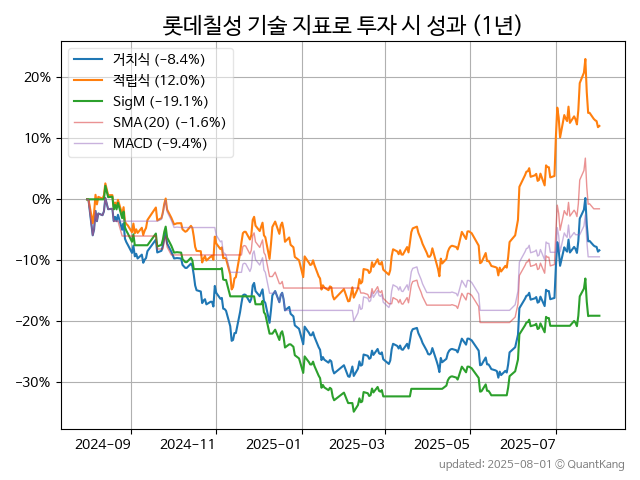 롯데칠성 기술 지표로 투자 시 성과 (1년)
거치식 (−8.4%)
적립식 (12.0%)
SigM (−19.1%)
SMA(20) (−1.6%)
MACD (−9.4%)
20%
10%
0%
−10%
−20%
−30%
2024-09 2024-11 2025-01 2025-03 2025-05 2025-07
updated: 2025-08-01 © QuantKang